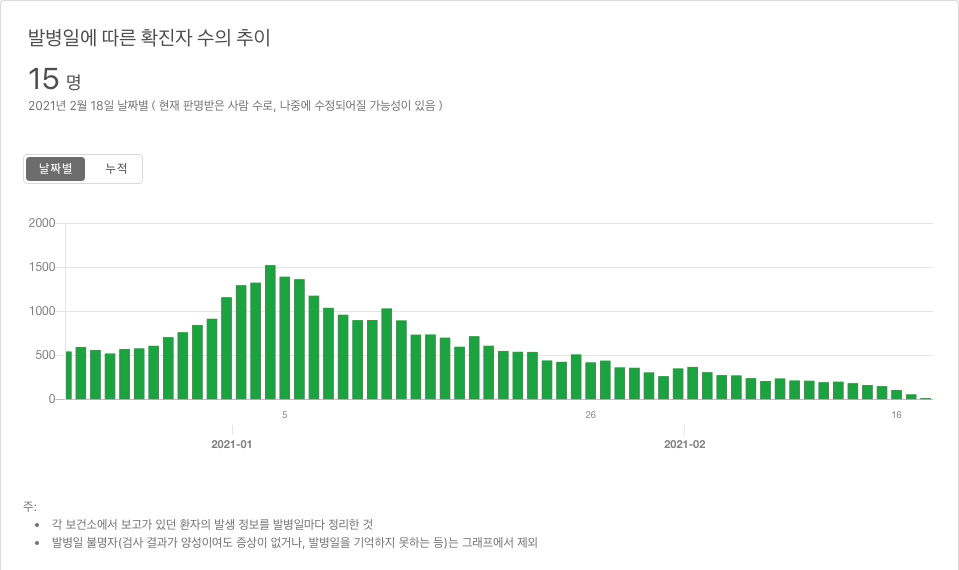 발병일에 따른 확진자 수의 추이
15 명
2021년 2월 18일 날짜별 ( 현재 판명받은 사람 수로, 나중에 수정되어질 가능성이 있음 )
날짜별 누적
2000
1500
1000
500
0
5 26 16
2021-01 2021-02
주:
• 각 보건소에서 보고가 있던 환자의 발생 정보를 발병일마다 정리한 것
• 발병일 불명자(검사 결과가 양성이여도 증상이 없거나, 발병일을 기억하지 못하는 등)는 그래프에서 제외